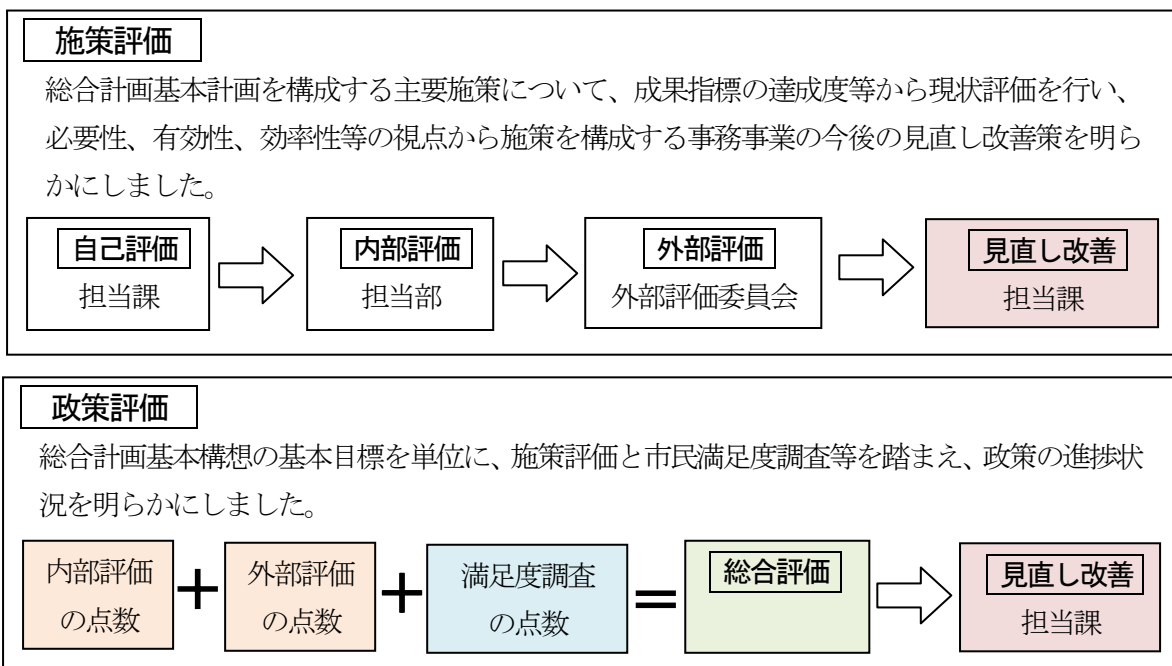 施策評価
総合計画基本計画を構成する主要施策について、成果指標の達成度等から現状評価を行い、
必要性、有効性、効率性等の視点から施策を構成する事務事業の今後の見直し改善策を明ら
かにしました。
自己評価
担当課
内部評価
担当部
外部評価
外部評価委員会
見直し改善
担当課
政策評価
総合計画基本構想の基本目標を単位に、施策評価と市民満足度調査等を踏まえ、政策の進捗状
況を明らかにしました。
内部評価
の点数
+
外部評価
の点数
+
満足度調査
の点数
=
総合評価
見直し改善
担当課